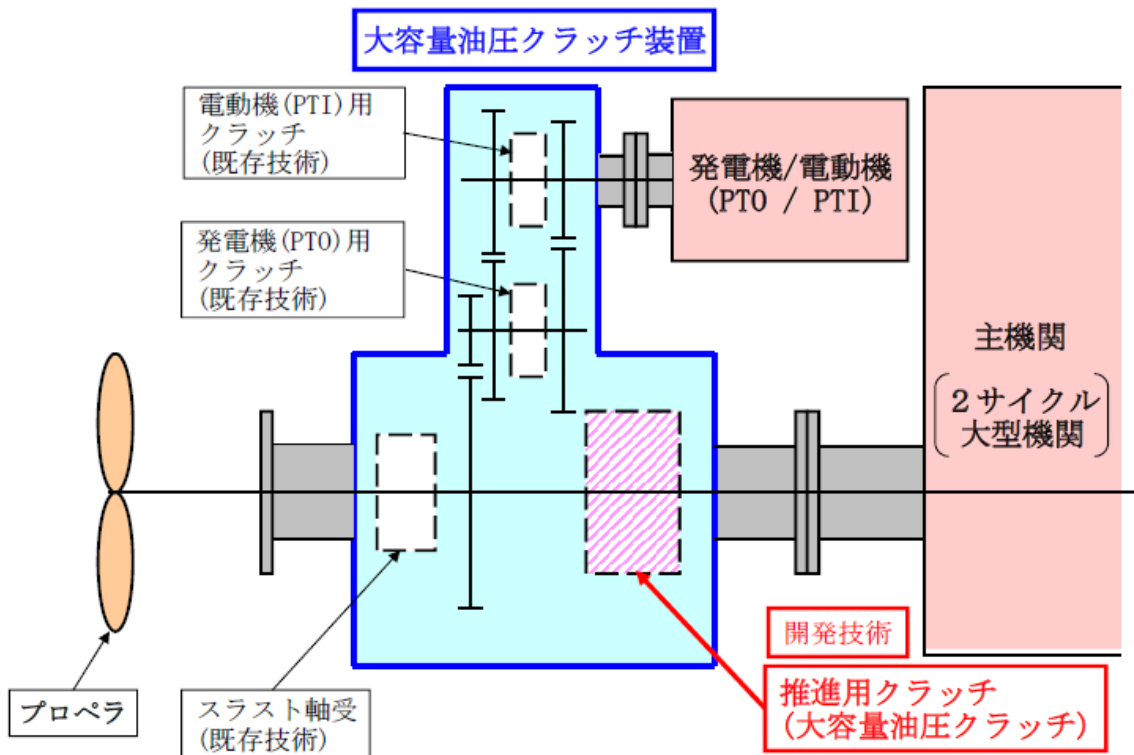 大容量油圧クラッチ装置
電動機(PTI)用
クラッチ
(既存技術)
発電機/電動機
(PTO / PTI)
発電機(PTO)用
クラッチ
(既存技術)
主機関
２サイクル
大型機関
開発技術
推進用クラッチ
(大容量油圧クラッチ)
プロペラ
スラスト軸受
(既存技術)